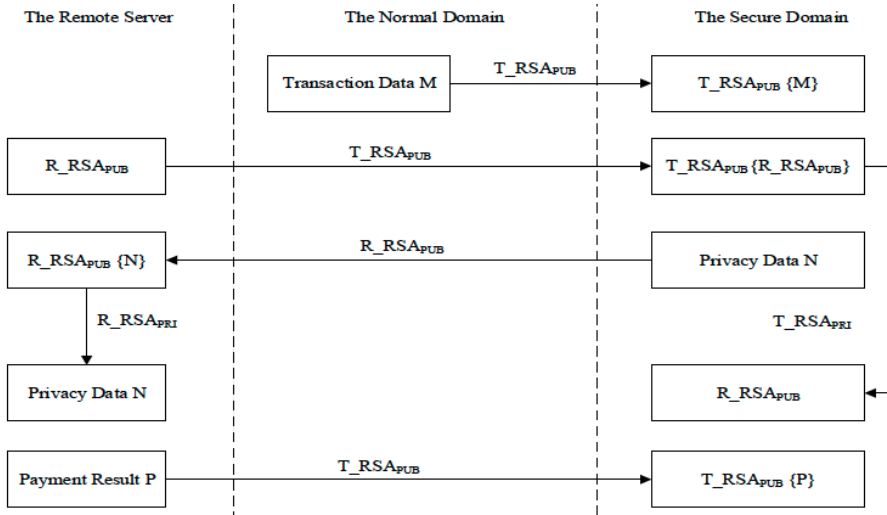 The Remote Server
The Normal Domain
The Secure Domain
Transaction Data M
T_RSAPUB
T_RSAPUB {M}
R_RSAPUB
T_RSAPUB
T_RSAPUB{R_RSAPUB}
R_RSAPUB {N}
R_RSAPUB
Privacy Data N
R_RSAPRI
T_RSAPRI
Privacy Data N
R_RSAPUB
Payment Result P
T_RSAPUB
T_RSAPUB {P}